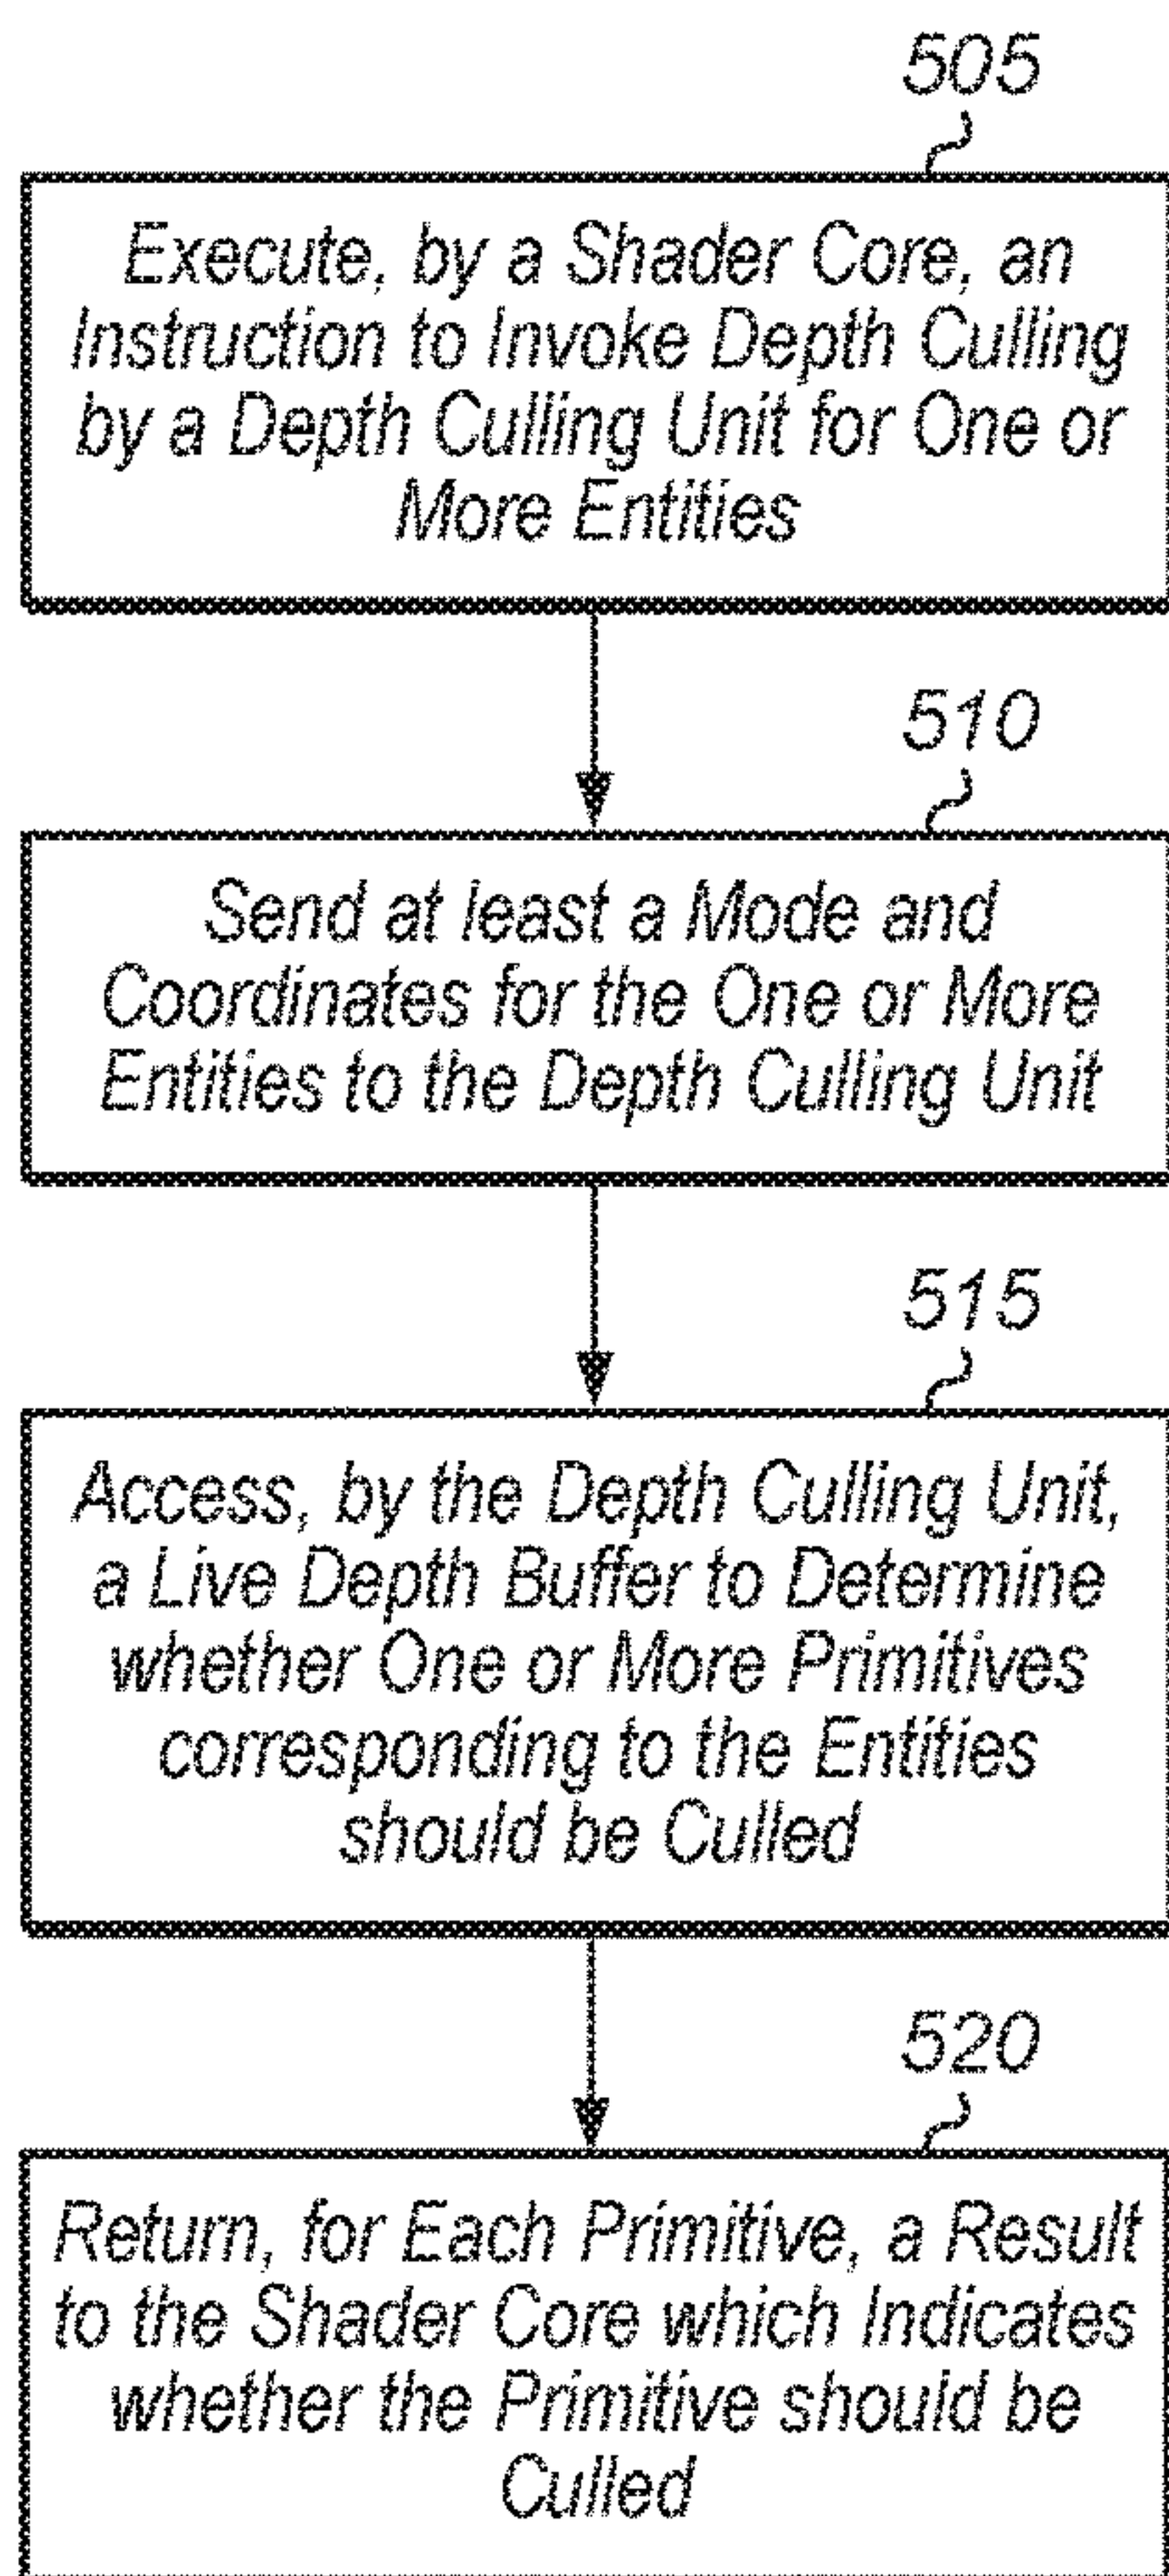 505
Execute, by a Shader Core, an
Instruction to Invoke Depth Culling
by a Depth Culling Unit for One or
More Entities
510
Send at least a Mode and
Coordinates for the One or More
Entities to the Depth Culling Unit
515
Access, by the Depth Culling Unit,
a Live Depth Buffer to Determine
whether One or More Primitives
corresponding to the Entities
should be Culled
520
Return, for Each Primitive, a Result
to the Shader Core which Indicates
whether the Primitive should be
Culled